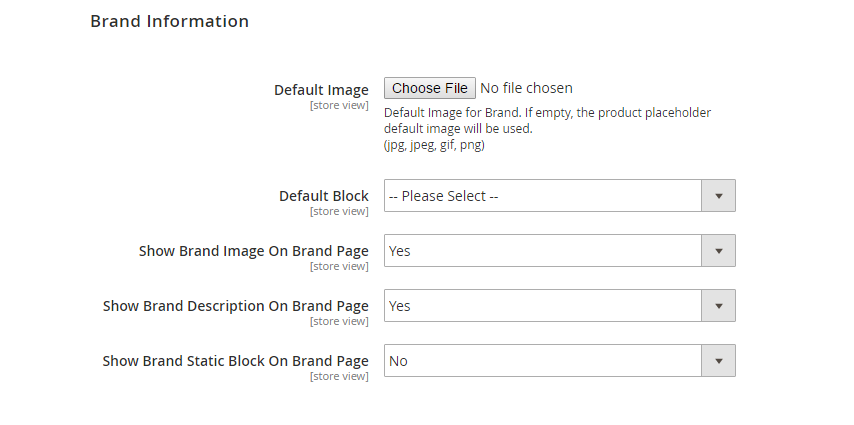 Brand Information
Default Image
[store view]
Choose File No file chosen
Default Image for Brand. If empty, the product placeholder
default image will be used.
(jpg, jpeg, gif, png)
Default Block
[store view]
-- Please Select --
Show Brand Image On Brand Page
[store view]
Yes
Show Brand Description On Brand Page
[store view]
Yes
Show Brand Static Block On Brand Page
[store view]
No